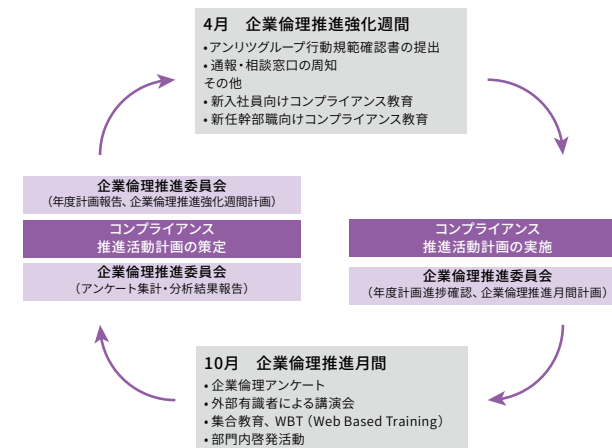 4月　企業倫理推進強化週間
•アンリツグループ行動規範確認書の提出
•通報・相談窓口の周知
その他
•新入社員向けコンプライアンス教育
•新任幹部職向けコンプライアンス教育
企業倫理推進委員会
（年度計画報告、企業倫理推進強化週間計画）
コンプライアンス
推進活動計画の策定
企業倫理推進委員会
（アンケート集計・分析結果報告）
コンプライアンス
推進活動計画の実施
企業倫理推進委員会
（年度計画進捗確認、企業倫理推進月間計画）
10月　企業倫理推進月間
•企業倫理アンケート
•外部有識者による講演会
•集合教育、WBT（Web Based Training）
•部門内啓発活動